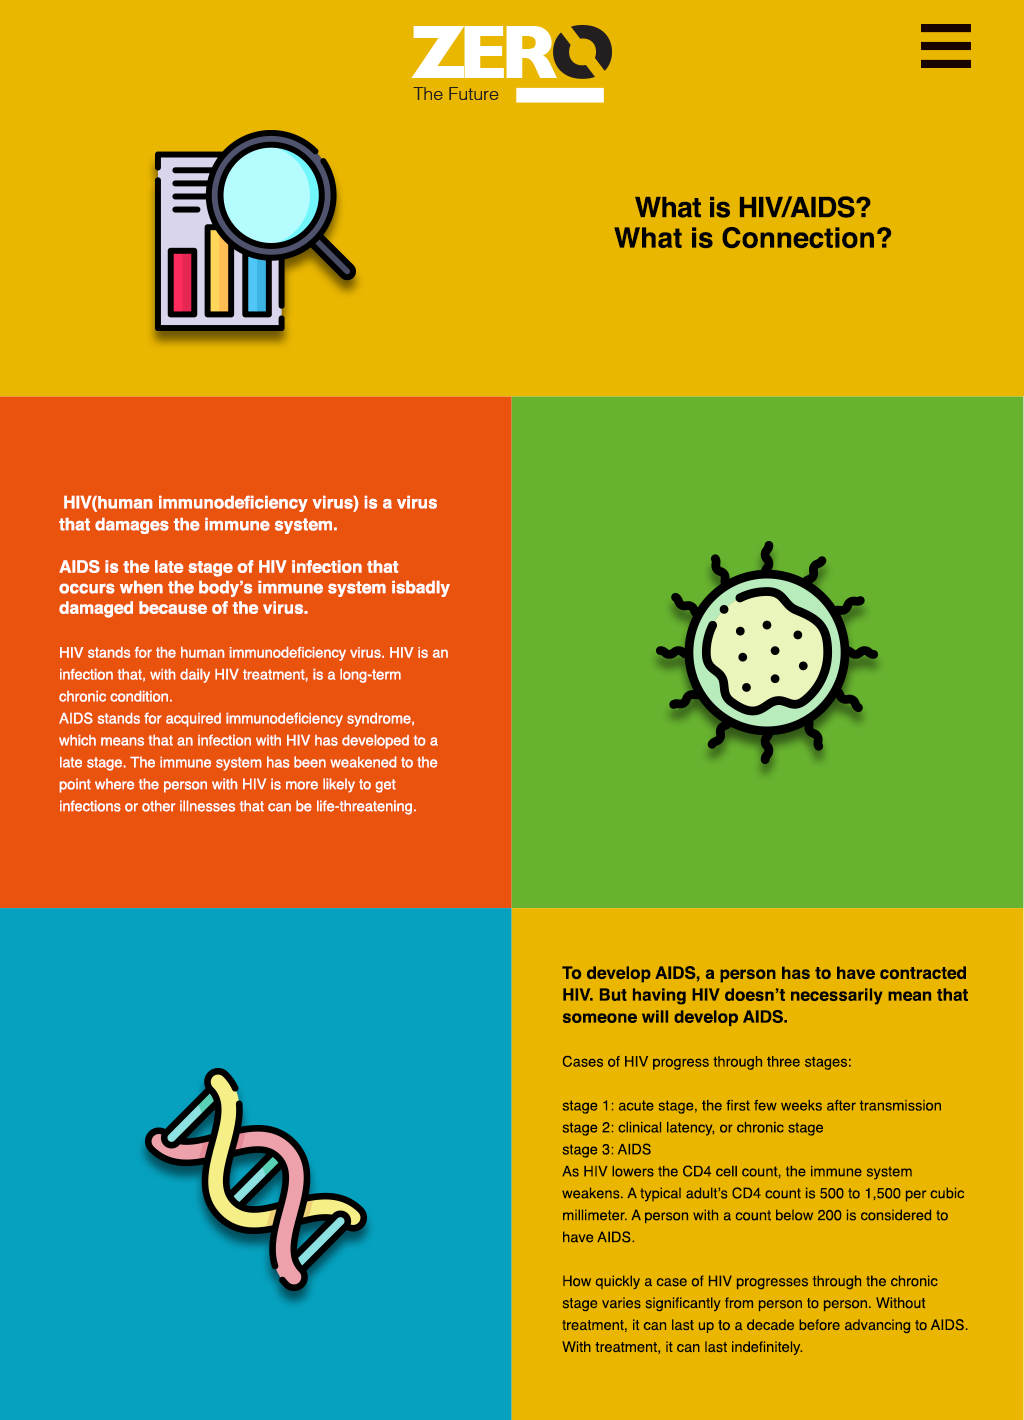 ZERO
The Future
What is HIV/AIDS?
What is Connection?
HIV(human immunodeficiency virus) is a virus
that damages the immune system.
AIDS is the late stage of HIV infection that
occurs when the body’s immune system isbadly
damaged because of the virus.
HIV stands for the human immunodeficiency virus. HIV is an
infection that, with daily HIV treatment, is a long-term
chronic condition.
AIDS stands for acquired immunodeficiency syndrome,
which means that an infection with HIV has developed to a
late stage. The immune system has been weakened to the
point where the person with HIV is more likely to get
infections or other illnesses that can be life-threatening.
To develop AIDS, a person has to have contracted
HIV. But having HIV doesn’t necessarily mean that
someone will develop AIDS.
Cases of HIV progress through three stages:
stage 1: acute stage, the first few weeks after transmission
stage 2: clinical latency, or chronic stage
stage 3: AIDS
As HIV lowers the CD4 cell count, the immune system
weakens. A typical adult’s CD4 count is 500 to 1,500 per cubic
millimeter. A person with a count below 200 is considered to
have AIDS.
How quickly a case of HIV progresses through the chronic
stage varies significantly from person to person. Without
treatment, it can last up to a decade before advancing to AIDS.
With treatment, it can last indefinitely.